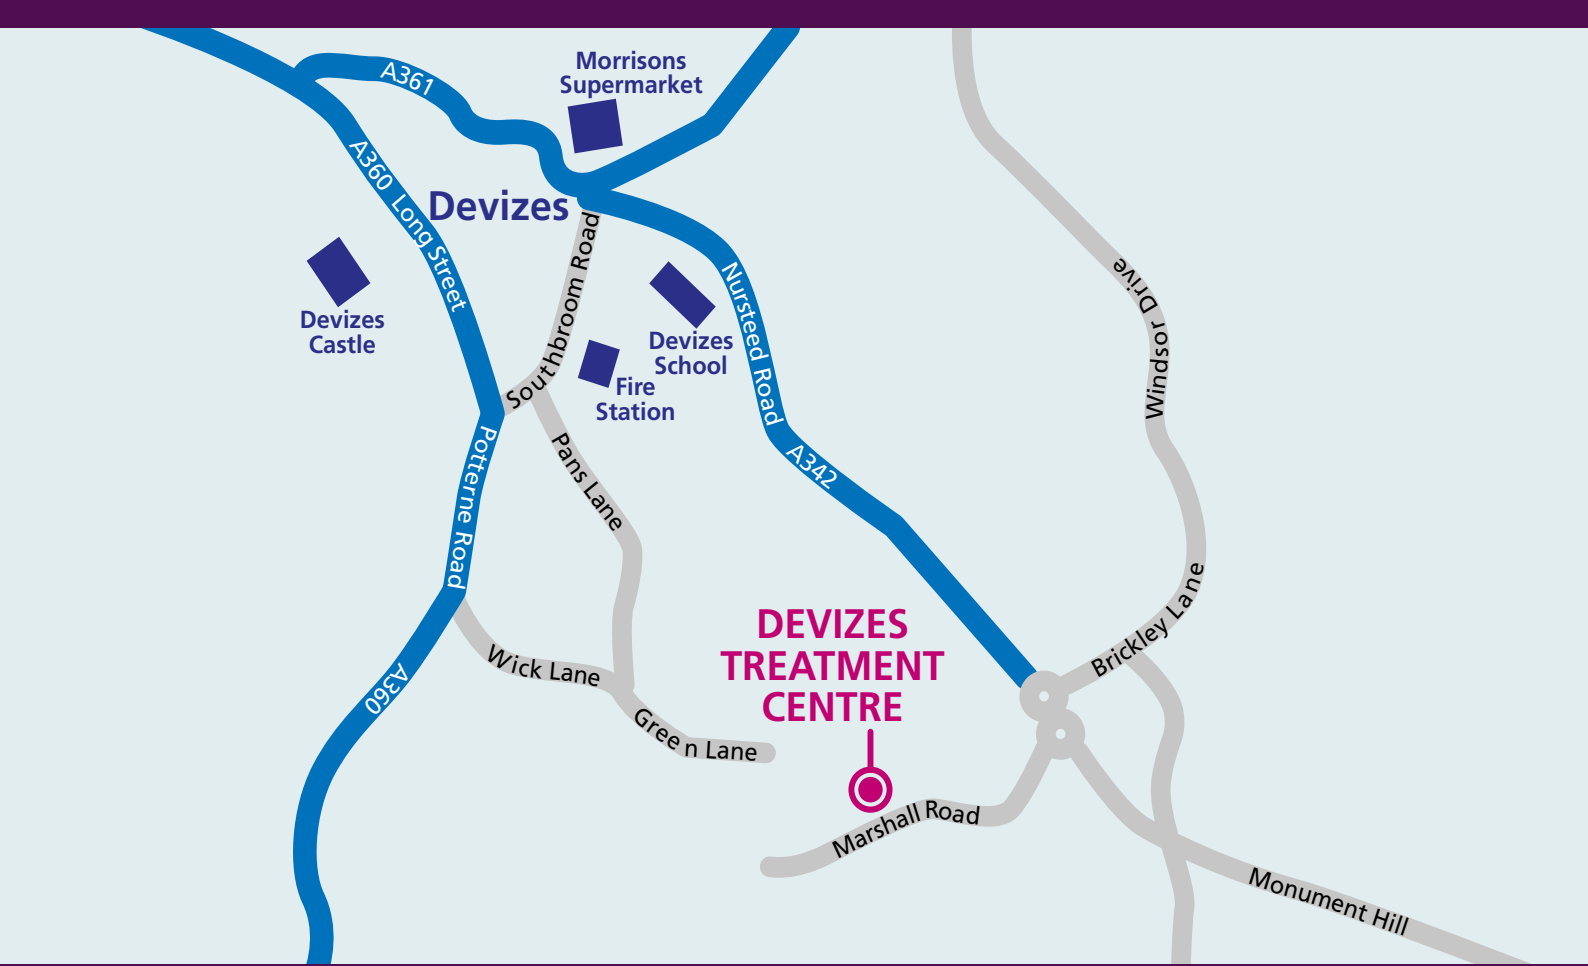 Morrisons
Supermarket
A361
A360 Long Street
Devizes
Southbroom Road
Devizes
Castle
Devizes
School
Fire
Station
Nursteed Road
A342
Windsor Drive
Potterne Road
Pans Lane
Brickley Lane
A360
Wick Lane
Green Lane
DEVIZES
TREATMENT
CENTRE
Marshall Road
Monument Hill